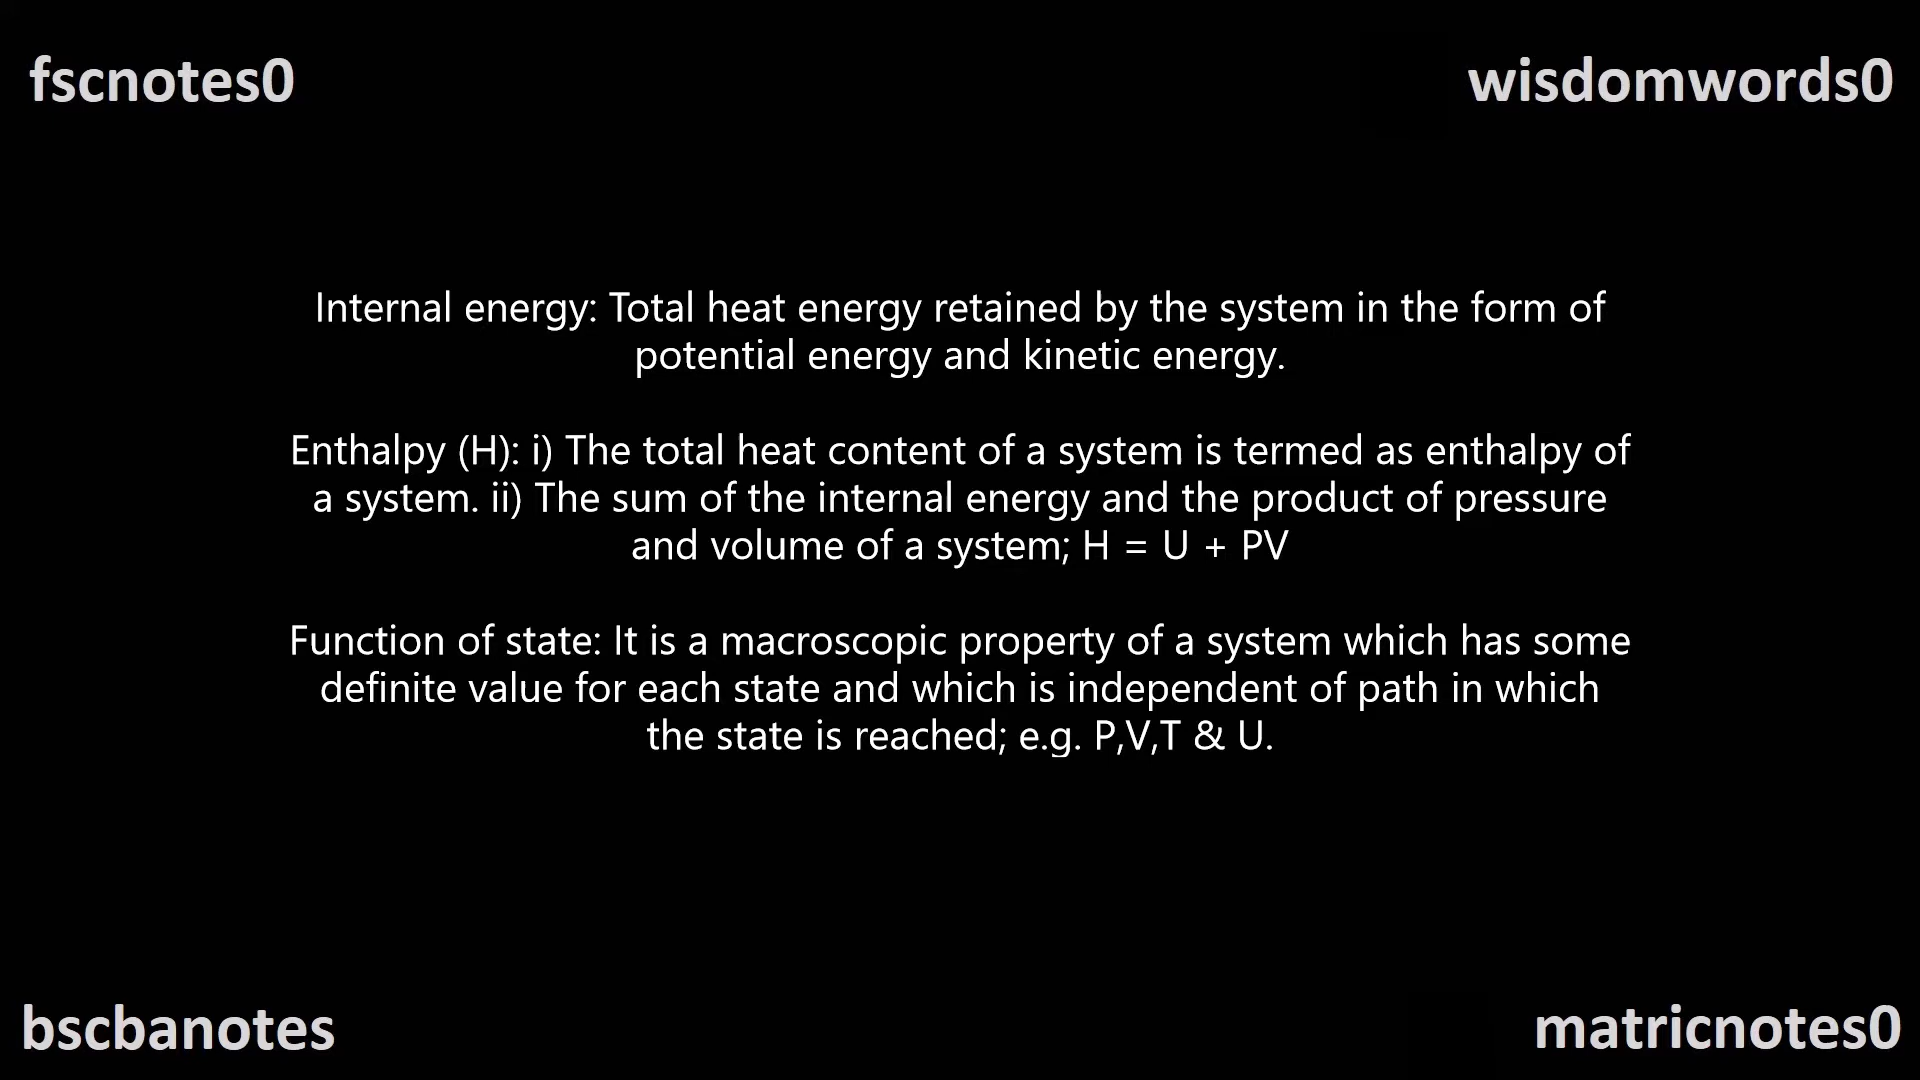 fscnotes0
wisdomwords0
Internal energy: Total heat energy retained by the system in the form of
potential energy and kinetic energy.
Enthalpy (H): i) The total heat content of a system is termed as enthalpy of
a system. ii) The sum of the internal energy and the product of pressure
and volume of a system; H = U + PV
Function of state: It is a macroscopic property of a system which has some
definite value for each state and which is independent of path in which
the state is reached; e.g. P,V,T & U.
bscbanotes
matricnotes0